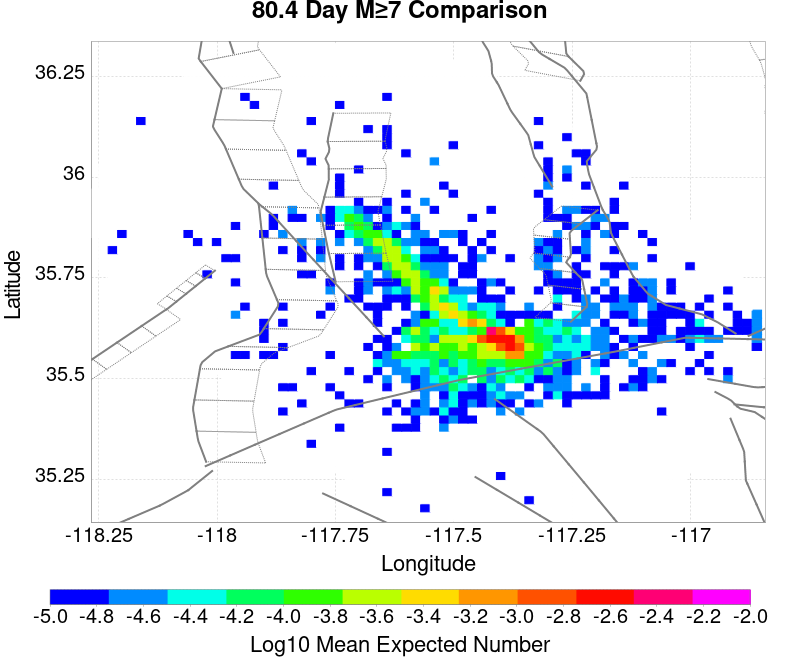 80.4 Day M≥7 Comparison
36.25
36
35.75
35.5
35.25
Latitude
-118.25 -118 -117.75 -117.5 -117.25 -117
Longitude
-5.0 -4.8 -4.6 -4.4 -4.2 -4.0 -3.8 -3.6 -3.4 -3.2 -3.0 -2.8 -2.6 -2.4 -2.2 -2.0
Log10 Mean Expected Number